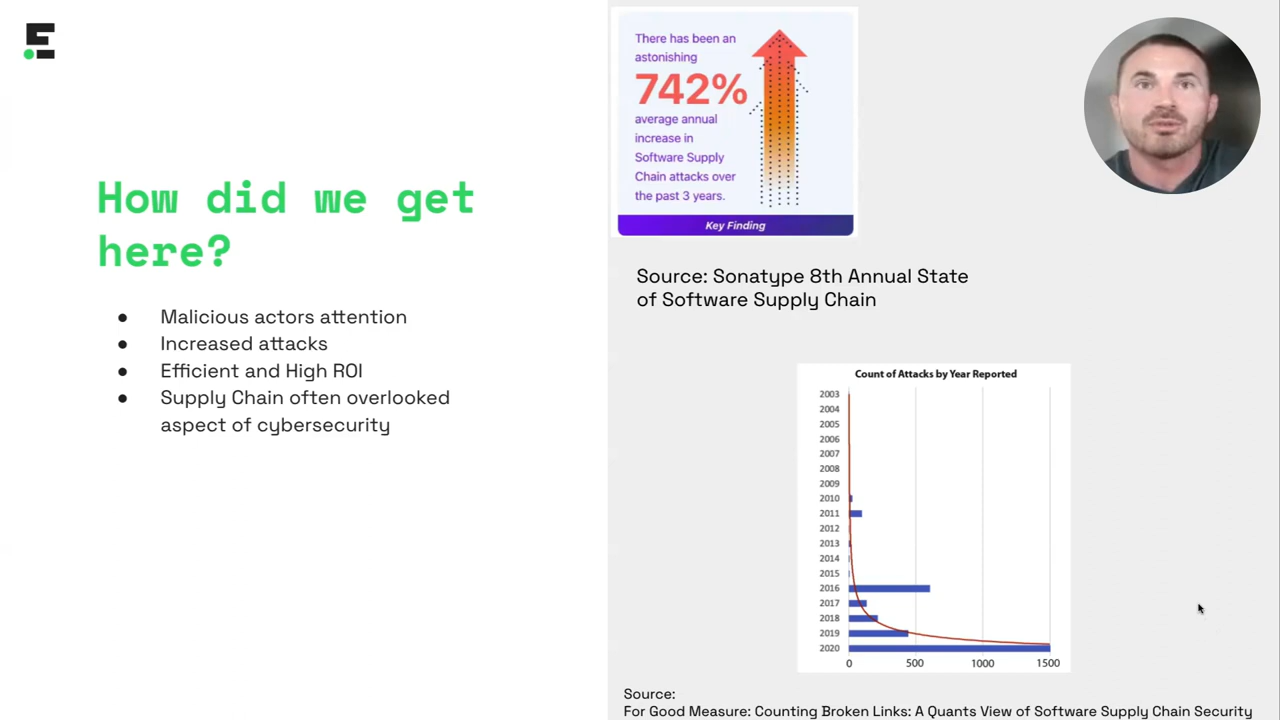 How did we get
here?
● Malicious actors attention
● Increased attacks
● Efficient and High ROI
● Supply Chain often overlooked
aspect of cybersecurity
There has been an
astonishing
742%
average annual
increase in
Software Supply
Chain attacks over
the past 3 years.
Key Finding
Source: Sonatype 8th Annual State
of Software Supply Chain
Count of Attacks by Year Reported
2003
2004
2005
2006
2007
2008
2009
2010
2011
2012
2013
2014
2015
2016
2017
2018
2019
2020
0 500 1000 1500
Source:
For Good Measure: Counting Broken Links: A Quants View of Software Supply Chain Security